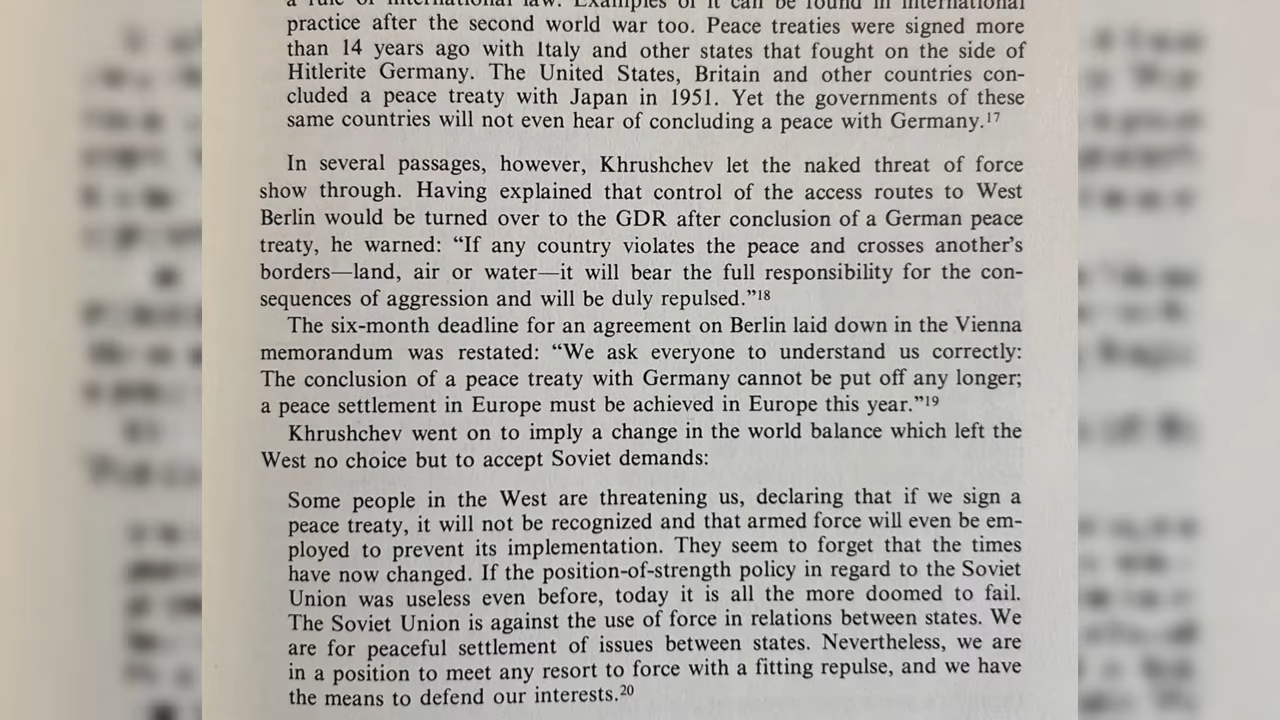 a rule of international law. Examples of it can be found in international
practice after the second world war too. Peace treaties were signed more
than 14 years ago with Italy and other states that fought on the side of
Hitlerite Germany. The United States, Britain and other countries con-
cluded a peace treaty with Japan in 1951. Yet the governments of these
same countries will not even hear of concluding a peace with Germany.17
In several passages, however, Khrushchev let the naked threat of force
show through. Having explained that control of the access routes to West
Berlin would be turned over to the GDR after conclusion of a German peace
treaty, he warned: “If any country violates the peace and crosses another’s
borders—land, air or water—it will bear the full responsibility for the con-
sequences of aggression and will be duly repulsed.”18
The six-month deadline for an agreement on Berlin laid down in the Vienna
memorandum was restated: “We ask everyone to understand us correctly:
The conclusion of a peace treaty with Germany cannot be put off any longer;
a peace settlement in Europe must be achieved in Europe this year.”19
Khrushchev went on to imply a change in the world balance which left the
West no choice but to accept Soviet demands:
Some people in the West are threatening us, declaring that if we sign a
peace treaty, it will not be recognized and that armed force will even be em-
ployed to prevent its implementation. They seem to forget that the times
have now changed. If the position-of-strength policy in regard to the Soviet
Union was useless even before, today it is all the more doomed to fail.
The Soviet Union is against the use of force in relations between states. We
are for peaceful settlement of issues between states. Nevertheless, we are
in a position to meet any resort to force with a fitting repulse, and we have
the means to defend our interests.20